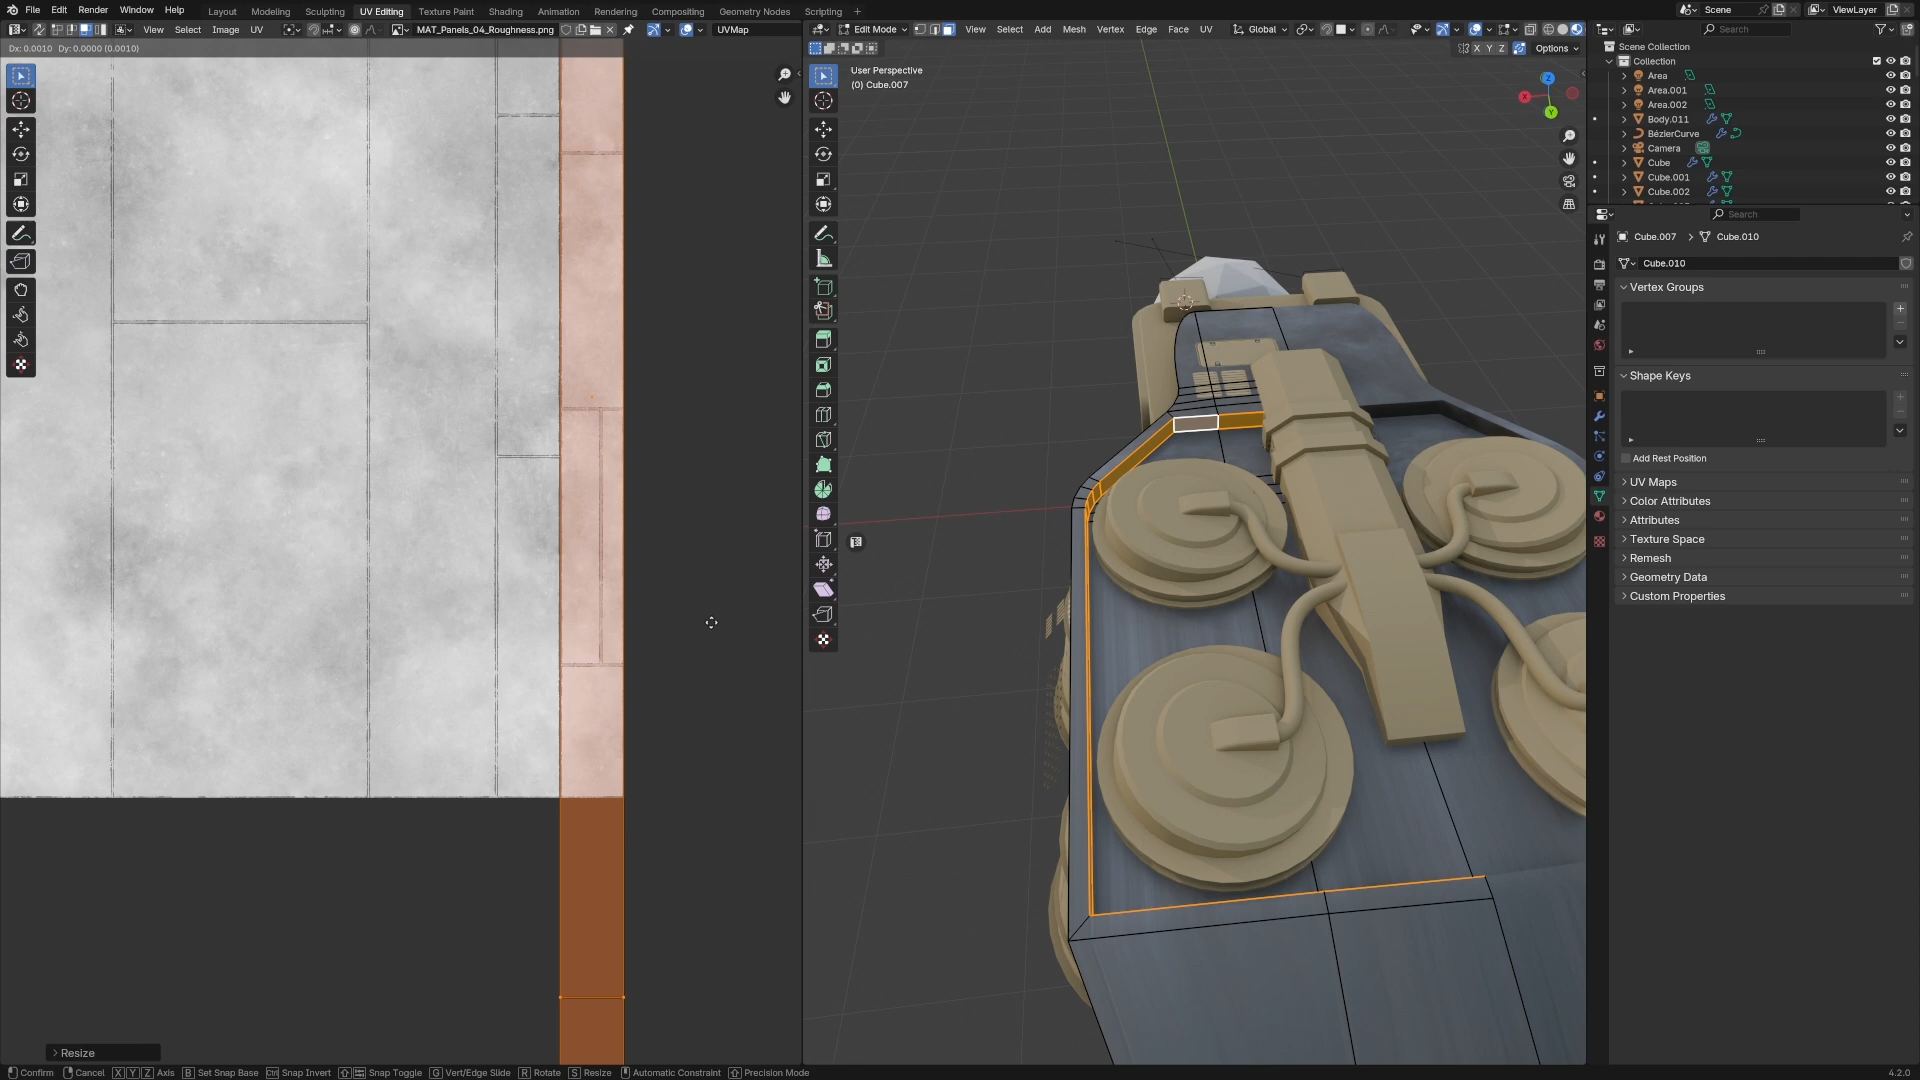 File Edit Render Window Help Layout Modeling Sculpting UV Editing Texture Paint Shading Animation Rendering Compositing Geometry Nodes Scripting + Scene ViewLayer
View Select Image UV MAT_Panels_04_Roughness.png UVMap Edit Mode View Select Add Mesh Vertex Edge Face UV Global Search
Dx: 0.0010 Dy: 0.0000 (0.0010) X Y Z Options Scene Collection
Collection
User Perspective
(0) Cube.007
Z
X
Y
Area
Area.001
Area.002
Body.011
BézierCurve
Camera
Cube
Cube.001
Cube.002
Search
Cube.007 > Cube.010
Cube.010
Vertex Groups
Shape Keys
Add Rest Position
UV Maps
Color Attributes
Attributes
Texture Space
Remesh
Geometry Data
Custom Properties
Resize
Confirm Cancel X Y Z Axis B Set Snap Base Ctrl Snap Invert Snap Toggle G Vert/Edge Slide R Rotate S Resize Automatic Constraint Precision Mode 4.2.0